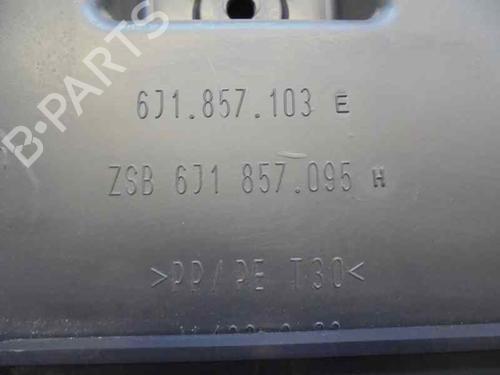 B-PARTS
6J1.857.103 E
ZSB 6J1 857.095 H
>PP/PE T30<